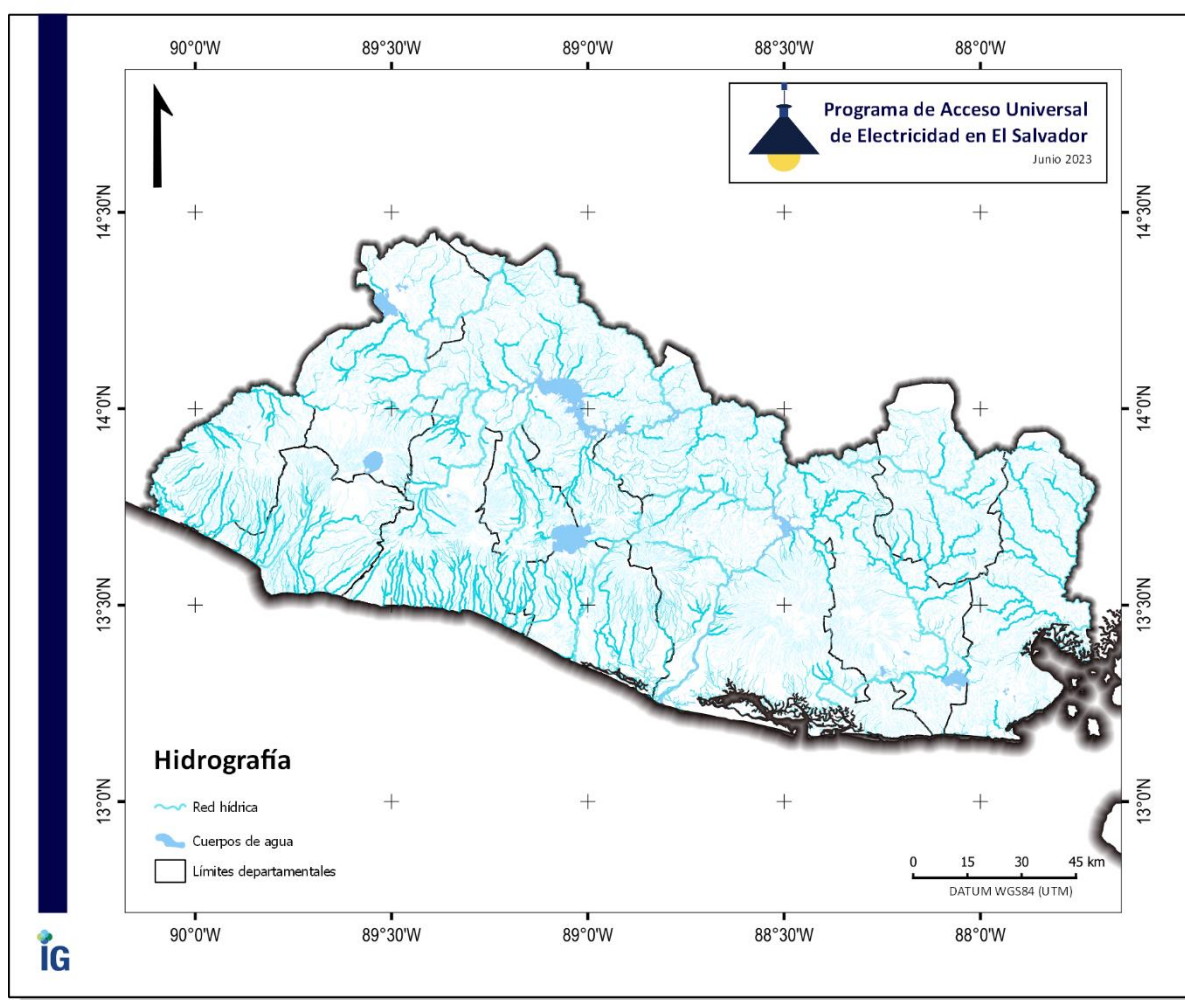 90°0'W 89°30'W 89°0'W 88°30'W 88°0'W
Programa de Acceso Universal
de Electricidad en El Salvador
Junio 2023
14°30'N 14°30'N
14°0'N 14°0'N
13°30'N 13°30'N
13°0'N 13°0'N
Hidrografía
Red hídrica
Cuerpos de agua
Límites departamentales
0 15 30 45 km
DATUM WGS84 (UTM)
90°0'W 89°30'W 89°0'W 88°30'W 88°0'W
IG